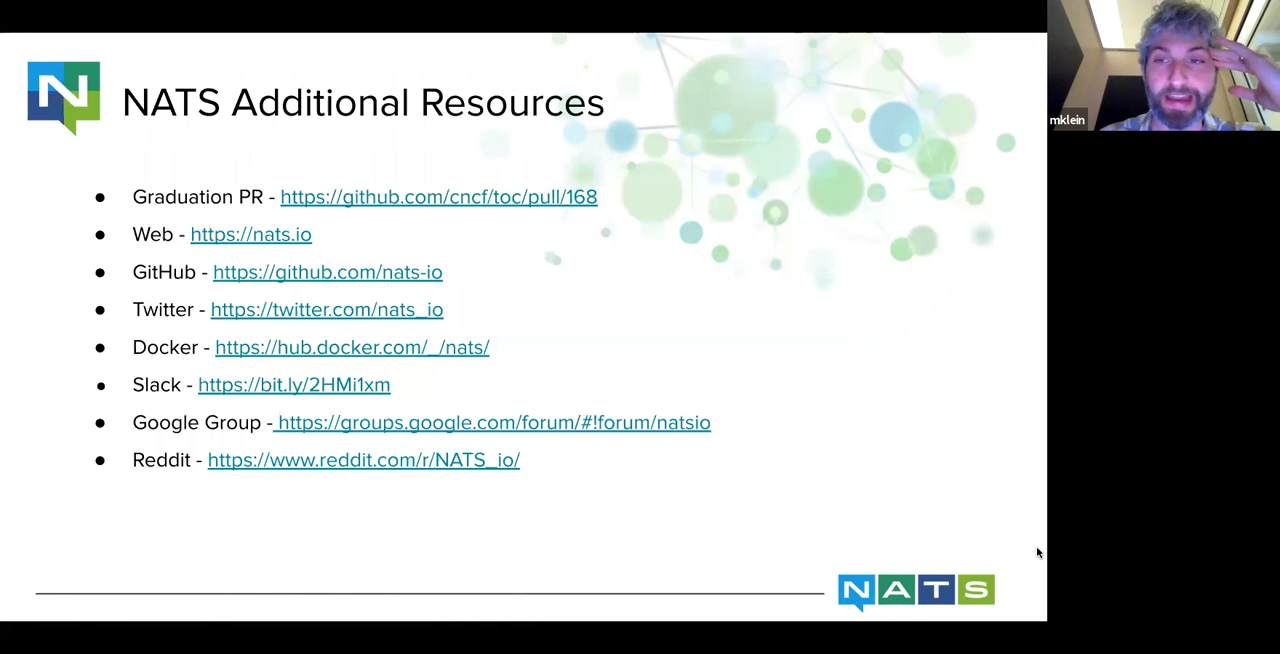 N
NATS Additional Resources
● Graduation PR - https://github.com/cncf/toc/pull/168
● Web - https://nats.io
● GitHub - https://github.com/nats-io
● Twitter - https://twitter.com/nats_io
● Docker - https://hub.docker.com/_/nats/
● Slack - https://bit.ly/2HMi1xm
● Google Group - https://groups.google.com/forum/#!forum/natsio
● Reddit - https://www.reddit.com/r/NATS_io/
NATS
mklein